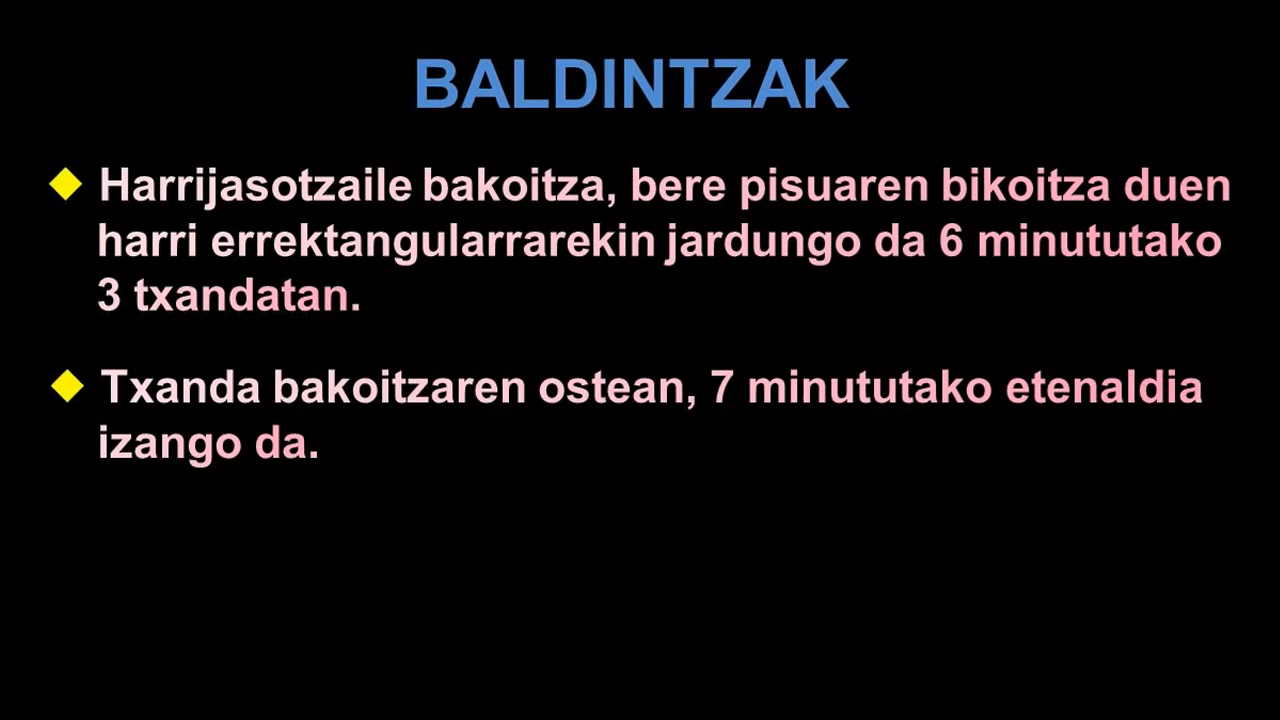 BALDINTZAK
◆ Harrijasotzaile bakoitza, bere pisuaren bikoitza duen
harri errektangularrarekin jardungo da 6 minututako
3 txandatan.
◆ Txanda bakoitzaren ostean, 7 minututako etenaldia
izango da.